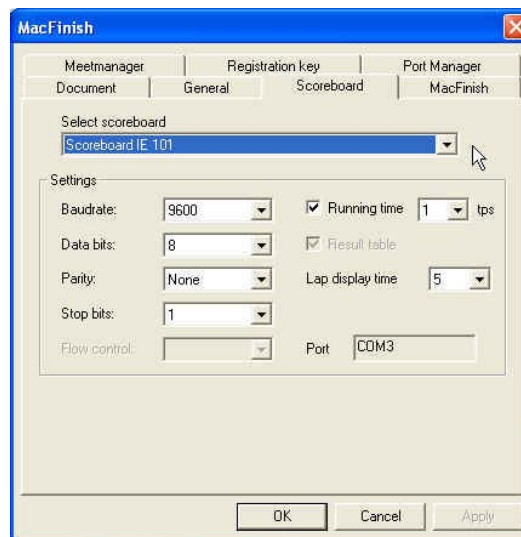 MacFinish
Meetmanager Registration key Port Manager
Document General Scoreboard MacFinish
Select scoreboard
Scoreboard IE 101
Settings
Baudrate: 9600 Running time 1 tps
Data bits: 8 Result table
Parity: None Lap display time 5
Stop bits: 1
Flow control: Port COM3
OK Cancel Apply